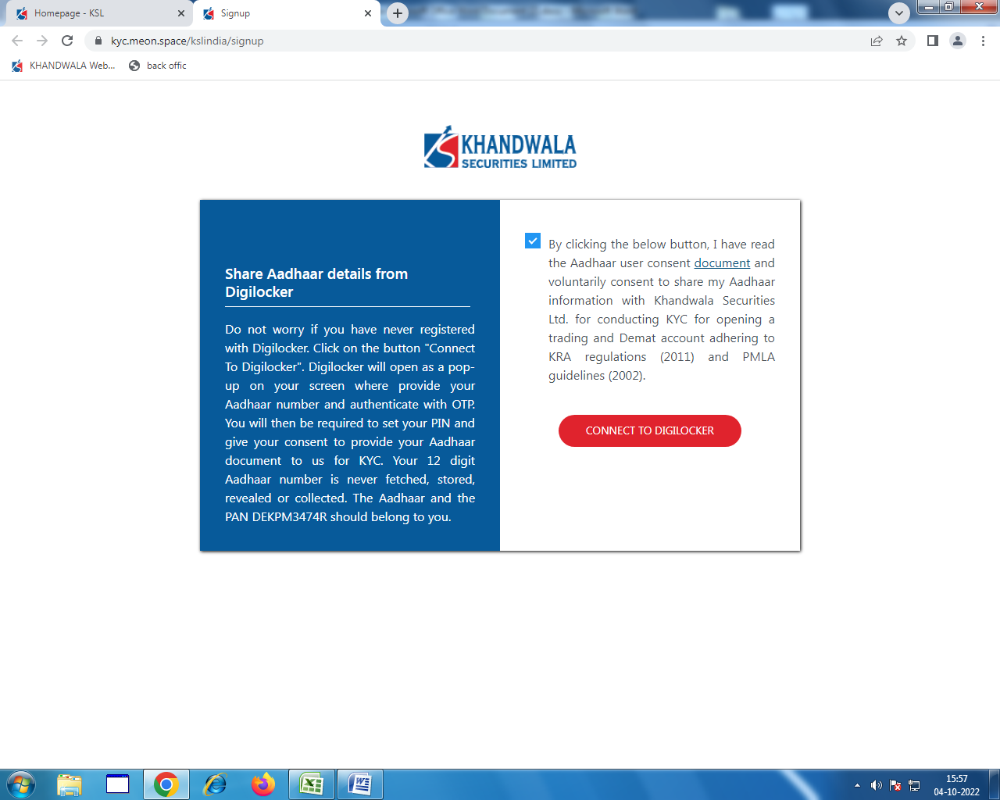 Homepage - KSL
Signup
kyc.meon.space/kslindia/signup
KHANDWALA Web...
back offic
KHANDWALA
SECURITIES LIMITED
Share Aadhaar details from
Digilocker
Do not worry if you have never registered
with Digilocker. Click on the button "Connect
To Digilocker". Digilocker will open as a pop-
up on your screen where provide your
Aadhaar number and authenticate with OTP.
You will then be required to set your PIN and
give your consent to provide your Aadhaar
document to us for KYC. Your 12 digit
Aadhaar number is never fetched, stored,
revealed or collected. The Aadhaar and the
PAN DEKPM3474R should belong to you.
By clicking the below button, I have read
the Aadhaar user consent document and
voluntarily consent to share my Aadhaar
information with Khandwala Securities
Ltd. for conducting KYC for opening a
trading and Demat account adhering to
KRA regulations (2011) and PMLA
guidelines (2002).
CONNECT TO DIGILOCKER
15:57
04-10-2022